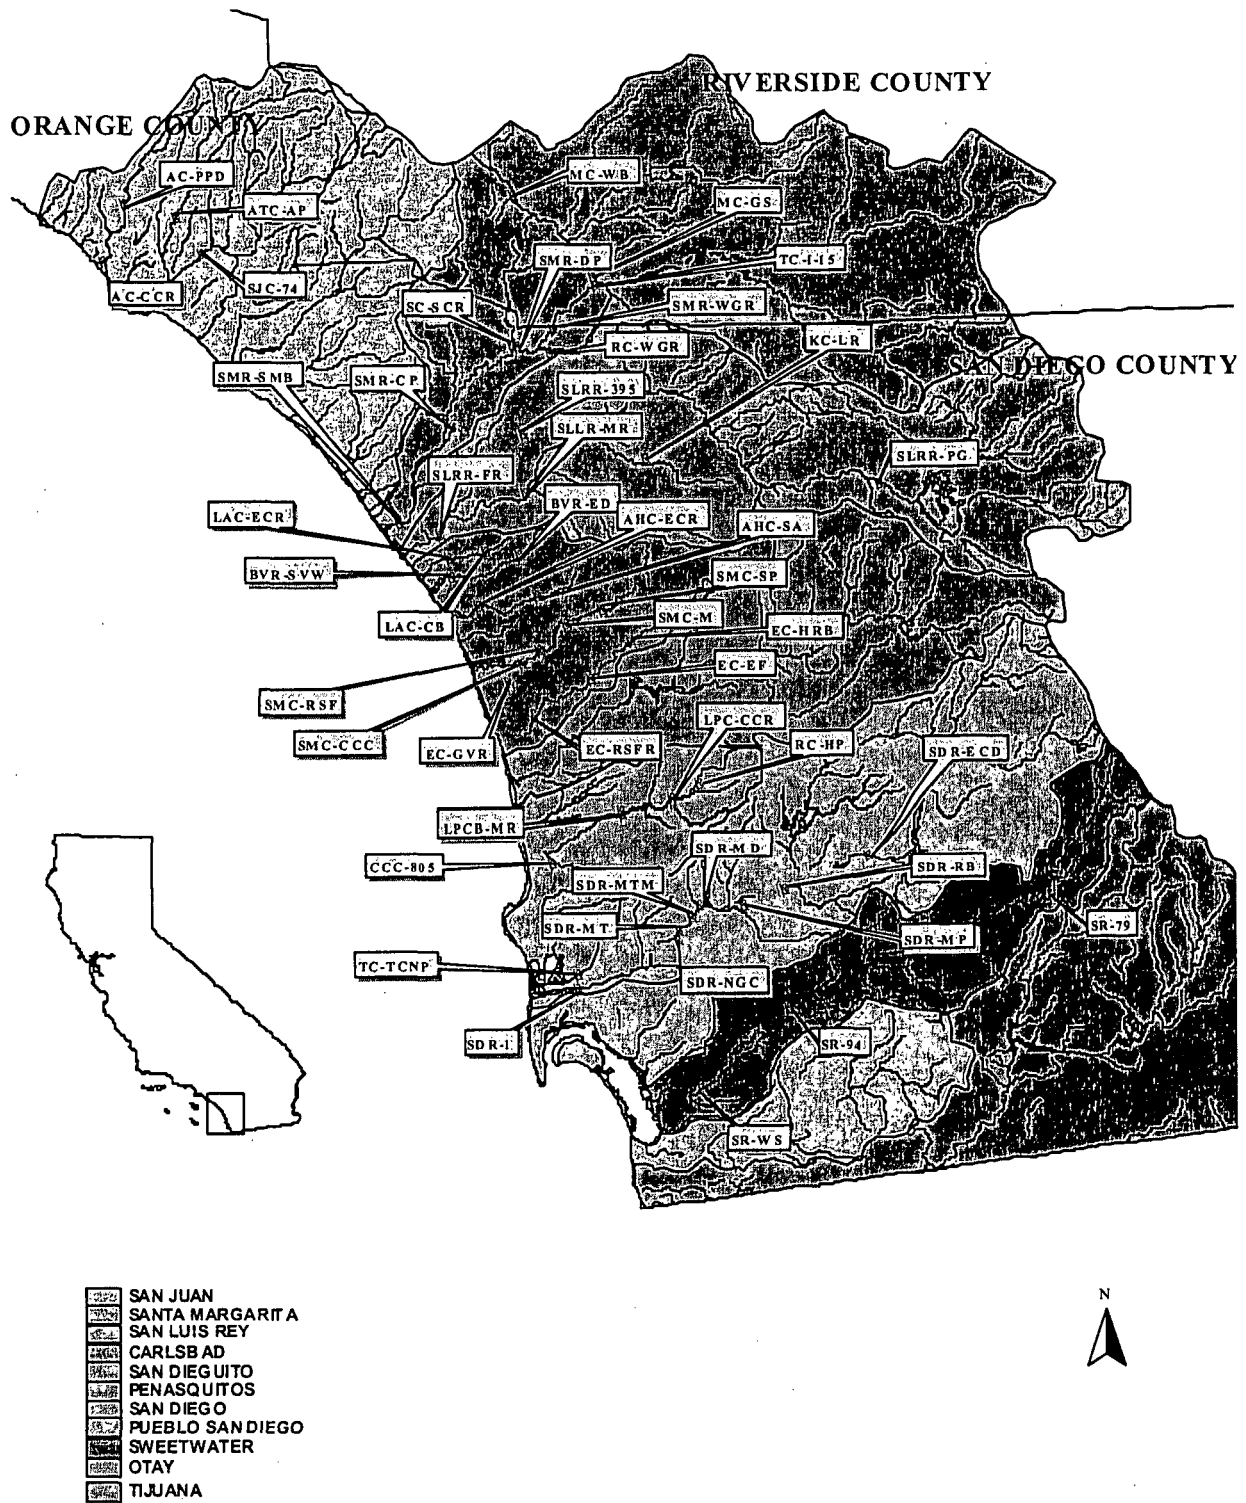 RIVERSIDE COUNTY
ORANGE COUNTY
AC-PPD
MC-WB
MC-GS
ATC-AP
SMR-DP
TC-I-15
AC-CCR
SJC-74
SC-SCR
SMR-WGR
RC-WGR
KC-LR
SAN DIEGO COUNTY
SMR-SMB
SMR-CP
SLRR-395
SLLR-MR
SLRR-PG
SLRR-FR
BVR-ED
LAC-ECR
AHC-ECR
AHC-SA
BVR-SVW
SMC-SP
LAC-CB
SMC-M
EC-HRB
EC-EF
SMC-RSF
SMC-CCC
EC-GVR
EC-RSFR
LPC-CCR
RC-HP
SDR-ECD
LPCB-MR
SDR-MD
CCC-805
SDR-MTM
SDR-RB
SDR-MT
SDR-MP
SR-79
TC-TCNP
SDR-NGC
SDR-I
SR-94
SR-WS
SAN JUAN
SANTA MARGARITA
SAN LUIS REY
CARLSBAD
SAN DIEGUITO
PENASQUITOS
SAN DIEGO
PUEBLO SAN DIEGO
SWEETWATER
OTAY
TIJUANA
N